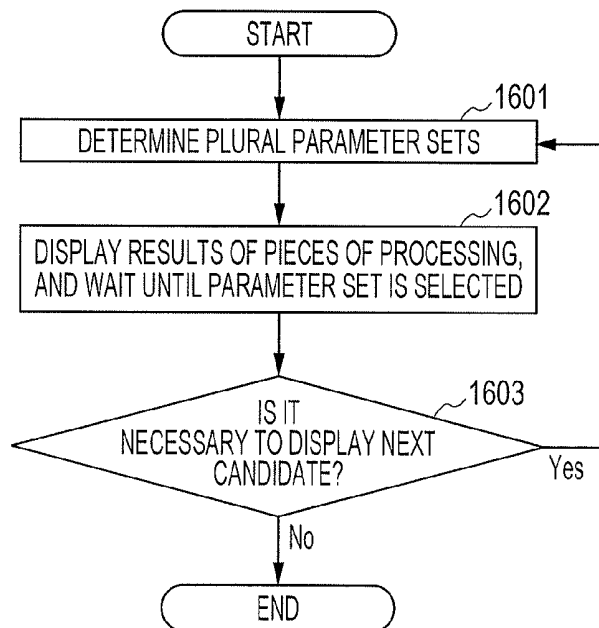 START
1601
DETERMINE PLURAL PARAMETER SETS
1602
DISPLAY RESULTS OF PIECES OF PROCESSING,
AND WAIT UNTIL PARAMETER SET IS SELECTED
1603
IS IT
NECESSARY TO DISPLAY NEXT
CANDIDATE?
Yes
No
END